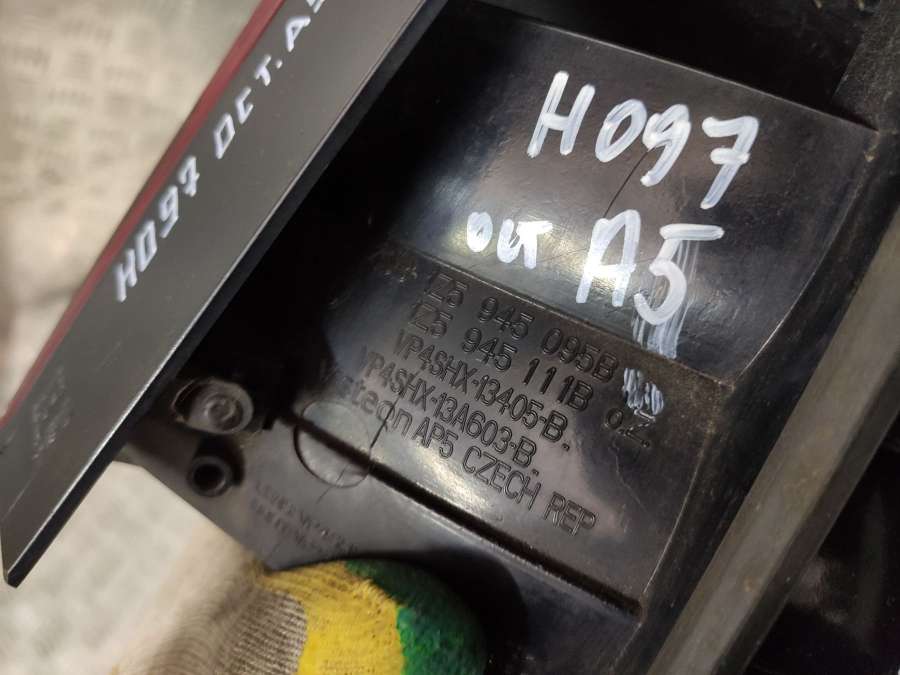 H097 OCT.A5
H097
OCT A5
1Z5 945 095B
1Z5 945 111B O.Z.
VP4SHX-13405-B.
VP4SHX-13A603-B.
Visteon AP5 CZECH REP